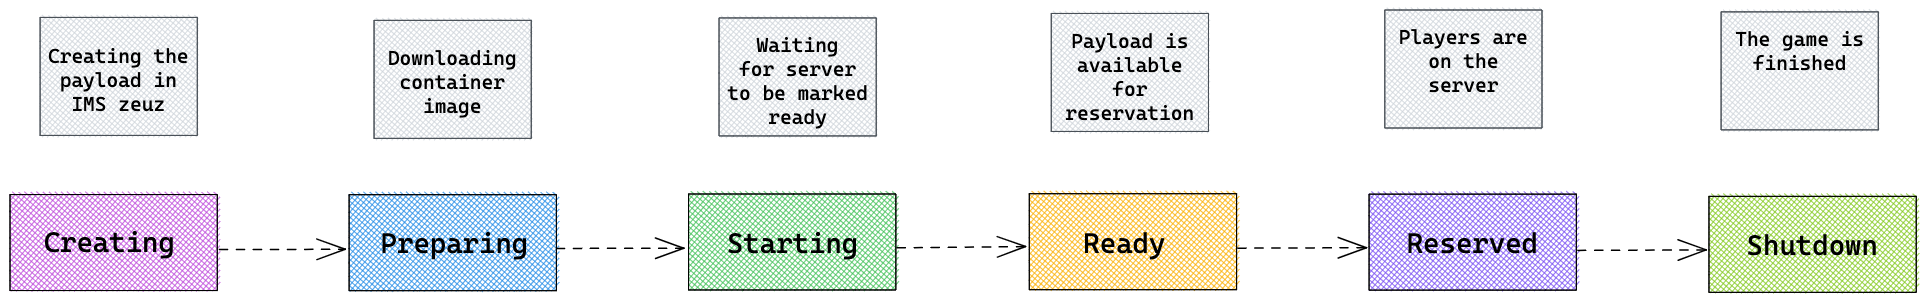 Creating the
payload in
IMS zeuz
Downloading
container
image
Waiting
for server
to be marked
ready
Payload is
available
for
reservation
Players are
on the
server
The game is
finished
Creating
Preparing
Starting
Ready
Reserved
Shutdown